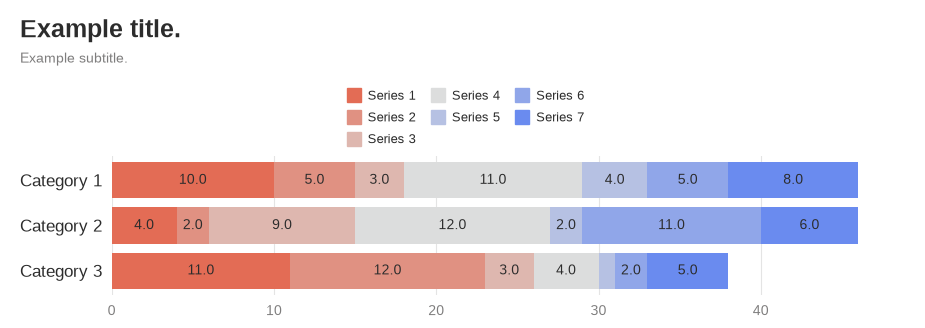 Example title.
Example subtitle.
Series 1 Series 4 Series 6
Series 2 Series 5 Series 7
Series 3
Category 1 10.0 5.0 3.0 11.0 4.0 5.0 8.0
Category 2 4.0 2.0 9.0 12.0 2.0 11.0 6.0
Category 3 11.0 12.0 3.0 4.0 2.0 5.0
0 10 20 30 40